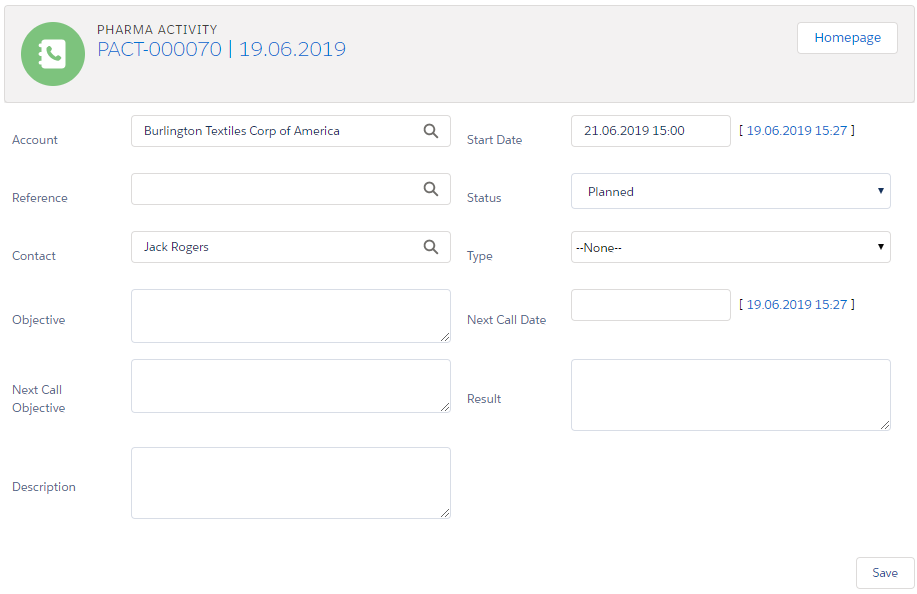 PHARMA ACTIVITY
PACT-000070 | 19.06.2019
Homepage
Account
Burlington Textiles Corp of America
Start Date
21.06.2019 15:00
[ 19.06.2019 15:27 ]
Reference
Status
Planned
Contact
Jack Rogers
Type
--None--
Objective
Next Call Date
[ 19.06.2019 15:27 ]
Next Call
Objective
Result
Description
Save